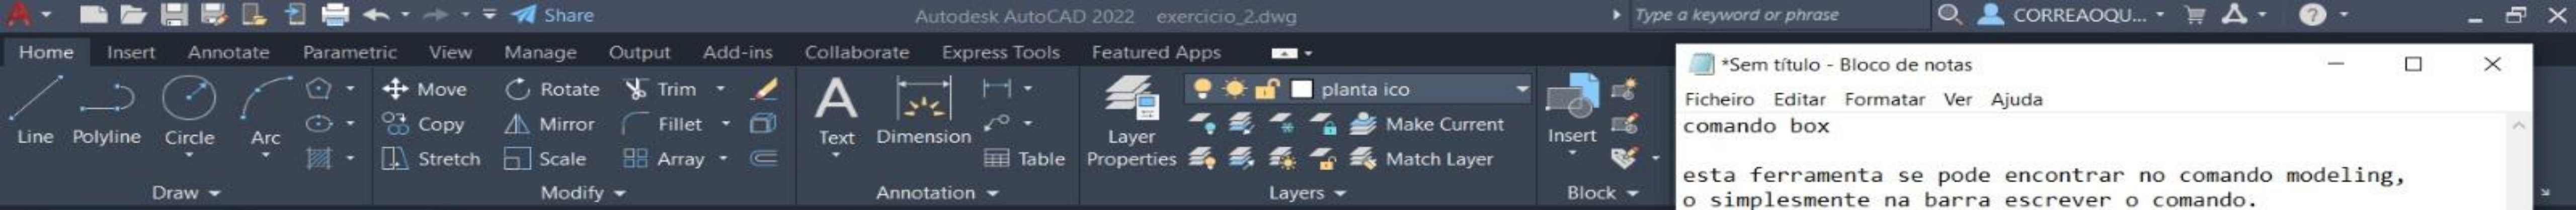 Share
Autodesk AutoCAD 2022 exercicio_2.dwg
Type a keyword or phrase
CORREAOQU...
Home Insert Annotate Parametric View Manage Output Add-ins Collaborate Express Tools Featured Apps
*Sem título - Bloco de notas
Ficheiro Editar Formatar Ver Ajuda
comando box
esta ferramenta se pode encontrar no comando modeling,
o simplesmente na barra escrever o comando.
Line Polyline Circle Arc
Draw
Move Rotate Trim
Copy Mirror Fillet
Stretch Scale Array
Modify
Text Dimension
Table
Annotation
Layer
Properties
planta ico
Make Current
Match Layer
Layers
Insert
Block